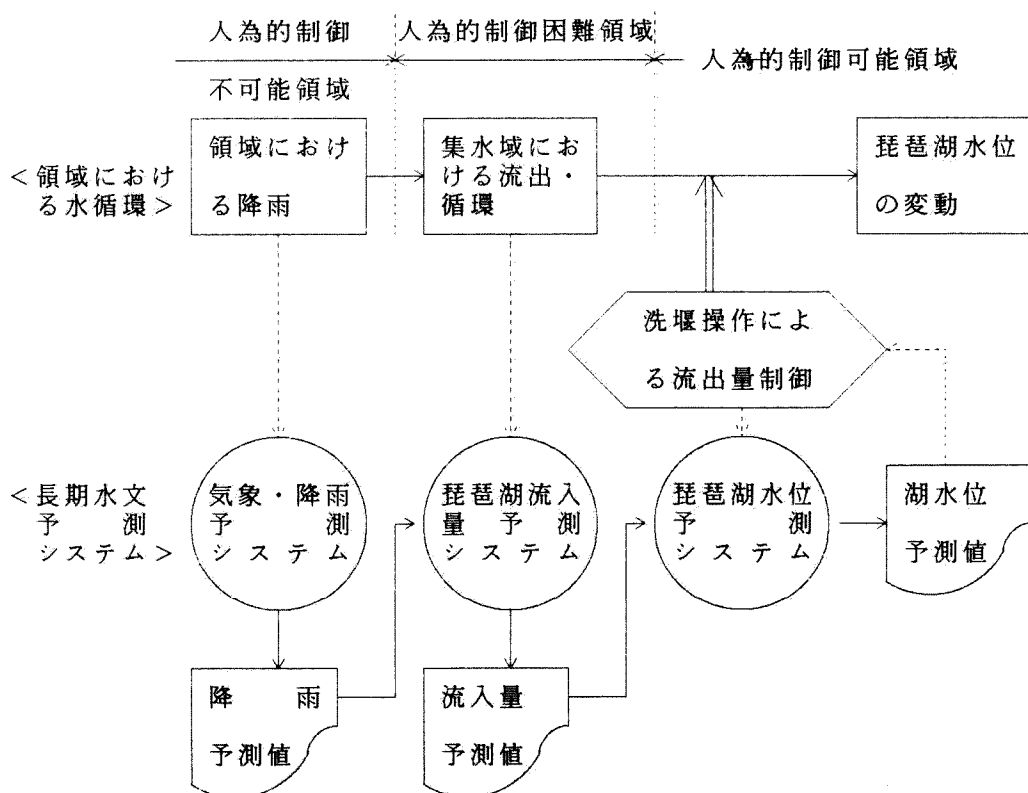 人為的制御
不可能領域
人為的制御困難領域
人為的制御可能領域
<領域におけ
る水循環>
領域におけ
る降雨
集水域にお
ける流出・
循環
琵琶湖水位
の変動
洗堰操作によ
る流出量制御
<長期水文
予測
システム>
気象・降雨
予測
システム
琵琶湖流入
量予測
システム
琵琶湖水位
予測
システム
湖水位
予測値
降雨
予測値
流入量
予測値